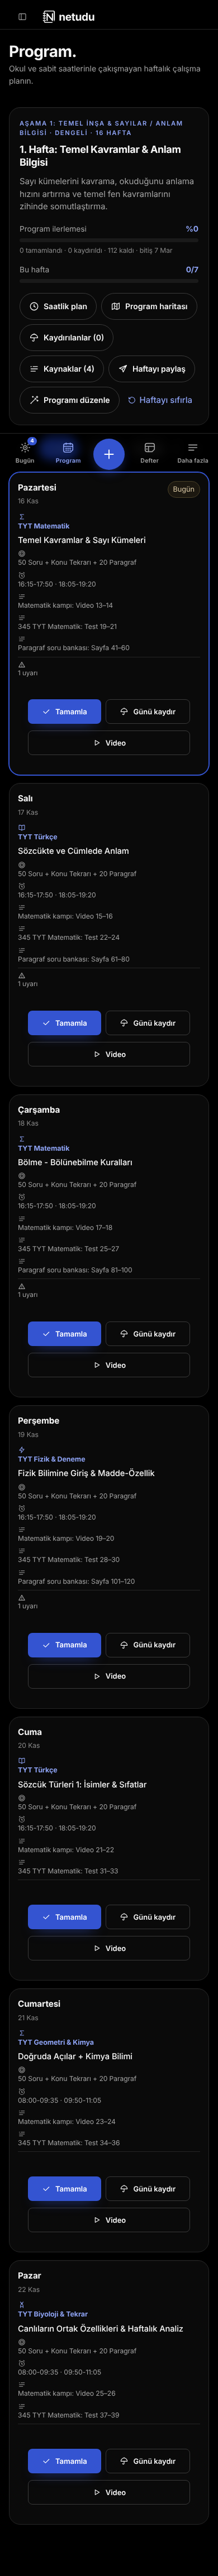 netudu
Program.
Okul ve sabit saatlerinle çakışmayan haftalık çalışma
planın.
AŞAMA 1: TEMEL İNŞA & SAYILAR / ANLAM
BİLGİSİ · DENGELİ · 16 HAFTA
1. Hafta: Temel Kavramlar & Anlam
Bilgisi
Sayı kümelerini kavrama, okuduğunu anlama
hızını artırma ve temel fen kavramlarını
zihinde somutlaştırma.
Program ilerlemesi %0
0 tamamlandı · 0 kaydırıldı · 112 kaldı · bitiş 7 Mar
Bu hafta 0/7
Saatlik plan Program haritası
Kaydırılanlar (0)
Kaynaklar (4) Haftayı paylaş
Programı düzenle Haftayı sıfırla
4
Bugün Program Defter Daha fazla
Pazartesi Bugün
16 Kas
TYT Matematik
Temel Kavramlar & Sayı Kümeleri
50 Soru + Konu Tekrarı + 20 Paragraf
16:15-17:50 · 18:05-19:20
Matematik kampı: Video 13–14
345 TYT Matematik: Test 19–21
Paragraf soru bankası: Sayfa 41–60
1 uyarı
Tamamla Günü kaydır
Video
Salı
17 Kas
TYT Türkçe
Sözcükte ve Cümlede Anlam
50 Soru + Konu Tekrarı + 20 Paragraf
16:15-17:50 · 18:05-19:20
Matematik kampı: Video 15–16
345 TYT Matematik: Test 22–24
Paragraf soru bankası: Sayfa 61–80
1 uyarı
Tamamla Günü kaydır
Video
Çarşamba
18 Kas
TYT Matematik
Bölme - Bölünebilme Kuralları
50 Soru + Konu Tekrarı + 20 Paragraf
16:15-17:50 · 18:05-19:20
Matematik kampı: Video 17–18
345 TYT Matematik: Test 25–27
Paragraf soru bankası: Sayfa 81–100
1 uyarı
Tamamla Günü kaydır
Video
Perşembe
19 Kas
TYT Fizik & Deneme
Fizik Bilimine Giriş & Madde-Özellik
50 Soru + Konu Tekrarı + 20 Paragraf
16:15-17:50 · 18:05-19:20
Matematik kampı: Video 19–20
345 TYT Matematik: Test 28–30
Paragraf soru bankası: Sayfa 101–120
1 uyarı
Tamamla Günü kaydır
Video
Cuma
20 Kas
TYT Türkçe
Sözcük Türleri 1: İsimler & Sıfatlar
50 Soru + Konu Tekrarı + 20 Paragraf
16:15-17:50 · 18:05-19:20
Matematik kampı: Video 21–22
345 TYT Matematik: Test 31–33
Tamamla Günü kaydır
Video
Cumartesi
21 Kas
TYT Geometri & Kimya
Doğruda Açılar + Kimya Bilimi
50 Soru + Konu Tekrarı + 20 Paragraf
08:00-09:35 · 09:50-11:05
Matematik kampı: Video 23–24
345 TYT Matematik: Test 34–36
Tamamla Günü kaydır
Video
Pazar
22 Kas
TYT Biyoloji & Tekrar
Canlıların Ortak Özellikleri & Haftalık Analiz
50 Soru + Konu Tekrarı + 20 Paragraf
08:00-09:35 · 09:50-11:05
Matematik kampı: Video 25–26
345 TYT Matematik: Test 37–39
Tamamla Günü kaydır
Video